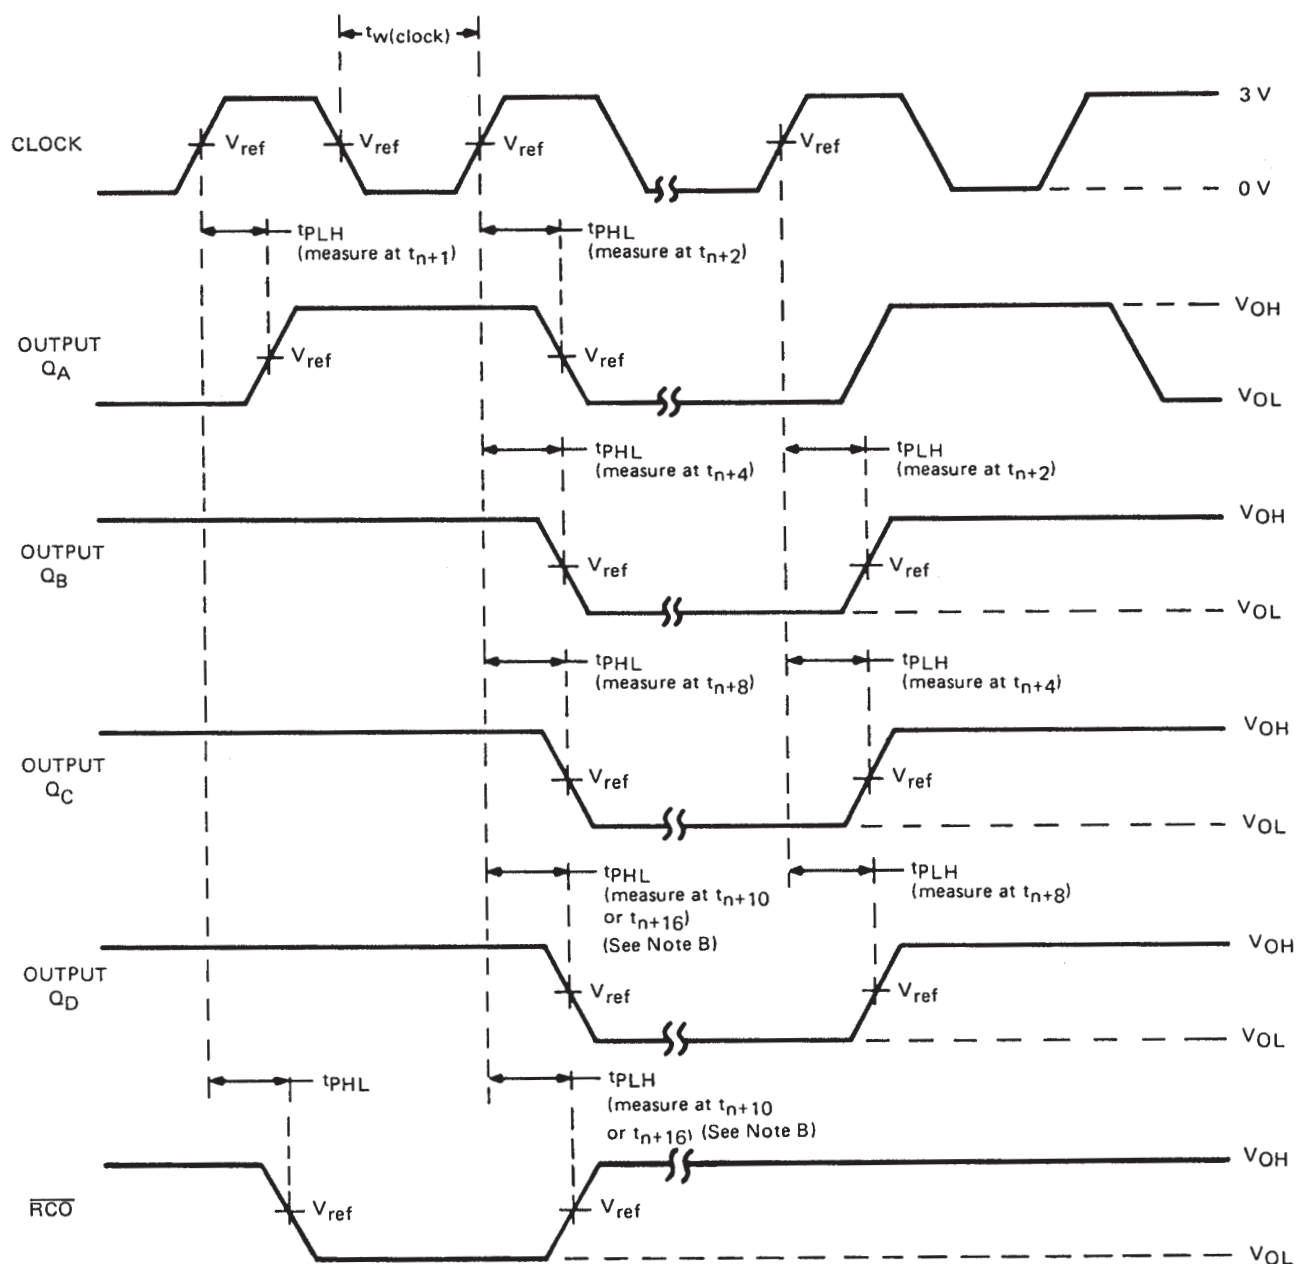 tw(clock)
CLOCK
Vref
Vref
Vref
Vref
3 V
0 V
tPLH
(measure at tn+1)
tPHL
(measure at tn+2)
OUTPUT
QA
Vref
Vref
VOH
VOL
tPHL
(measure at tn+4)
tPLH
(measure at tn+2)
OUTPUT
QB
Vref
Vref
VOH
VOL
tPHL
(measure at tn+8)
tPLH
(measure at tn+4)
OUTPUT
QC
Vref
Vref
VOH
VOL
tPHL
(measure at tn+10
or tn+16)
(See Note B)
tPLH
(measure at tn+8)
OUTPUT
QD
Vref
Vref
VOH
VOL
tPHL
tPLH
(measure at tn+10
or tn+16) (See Note B)
RCO
Vref
Vref
VOH
VOL